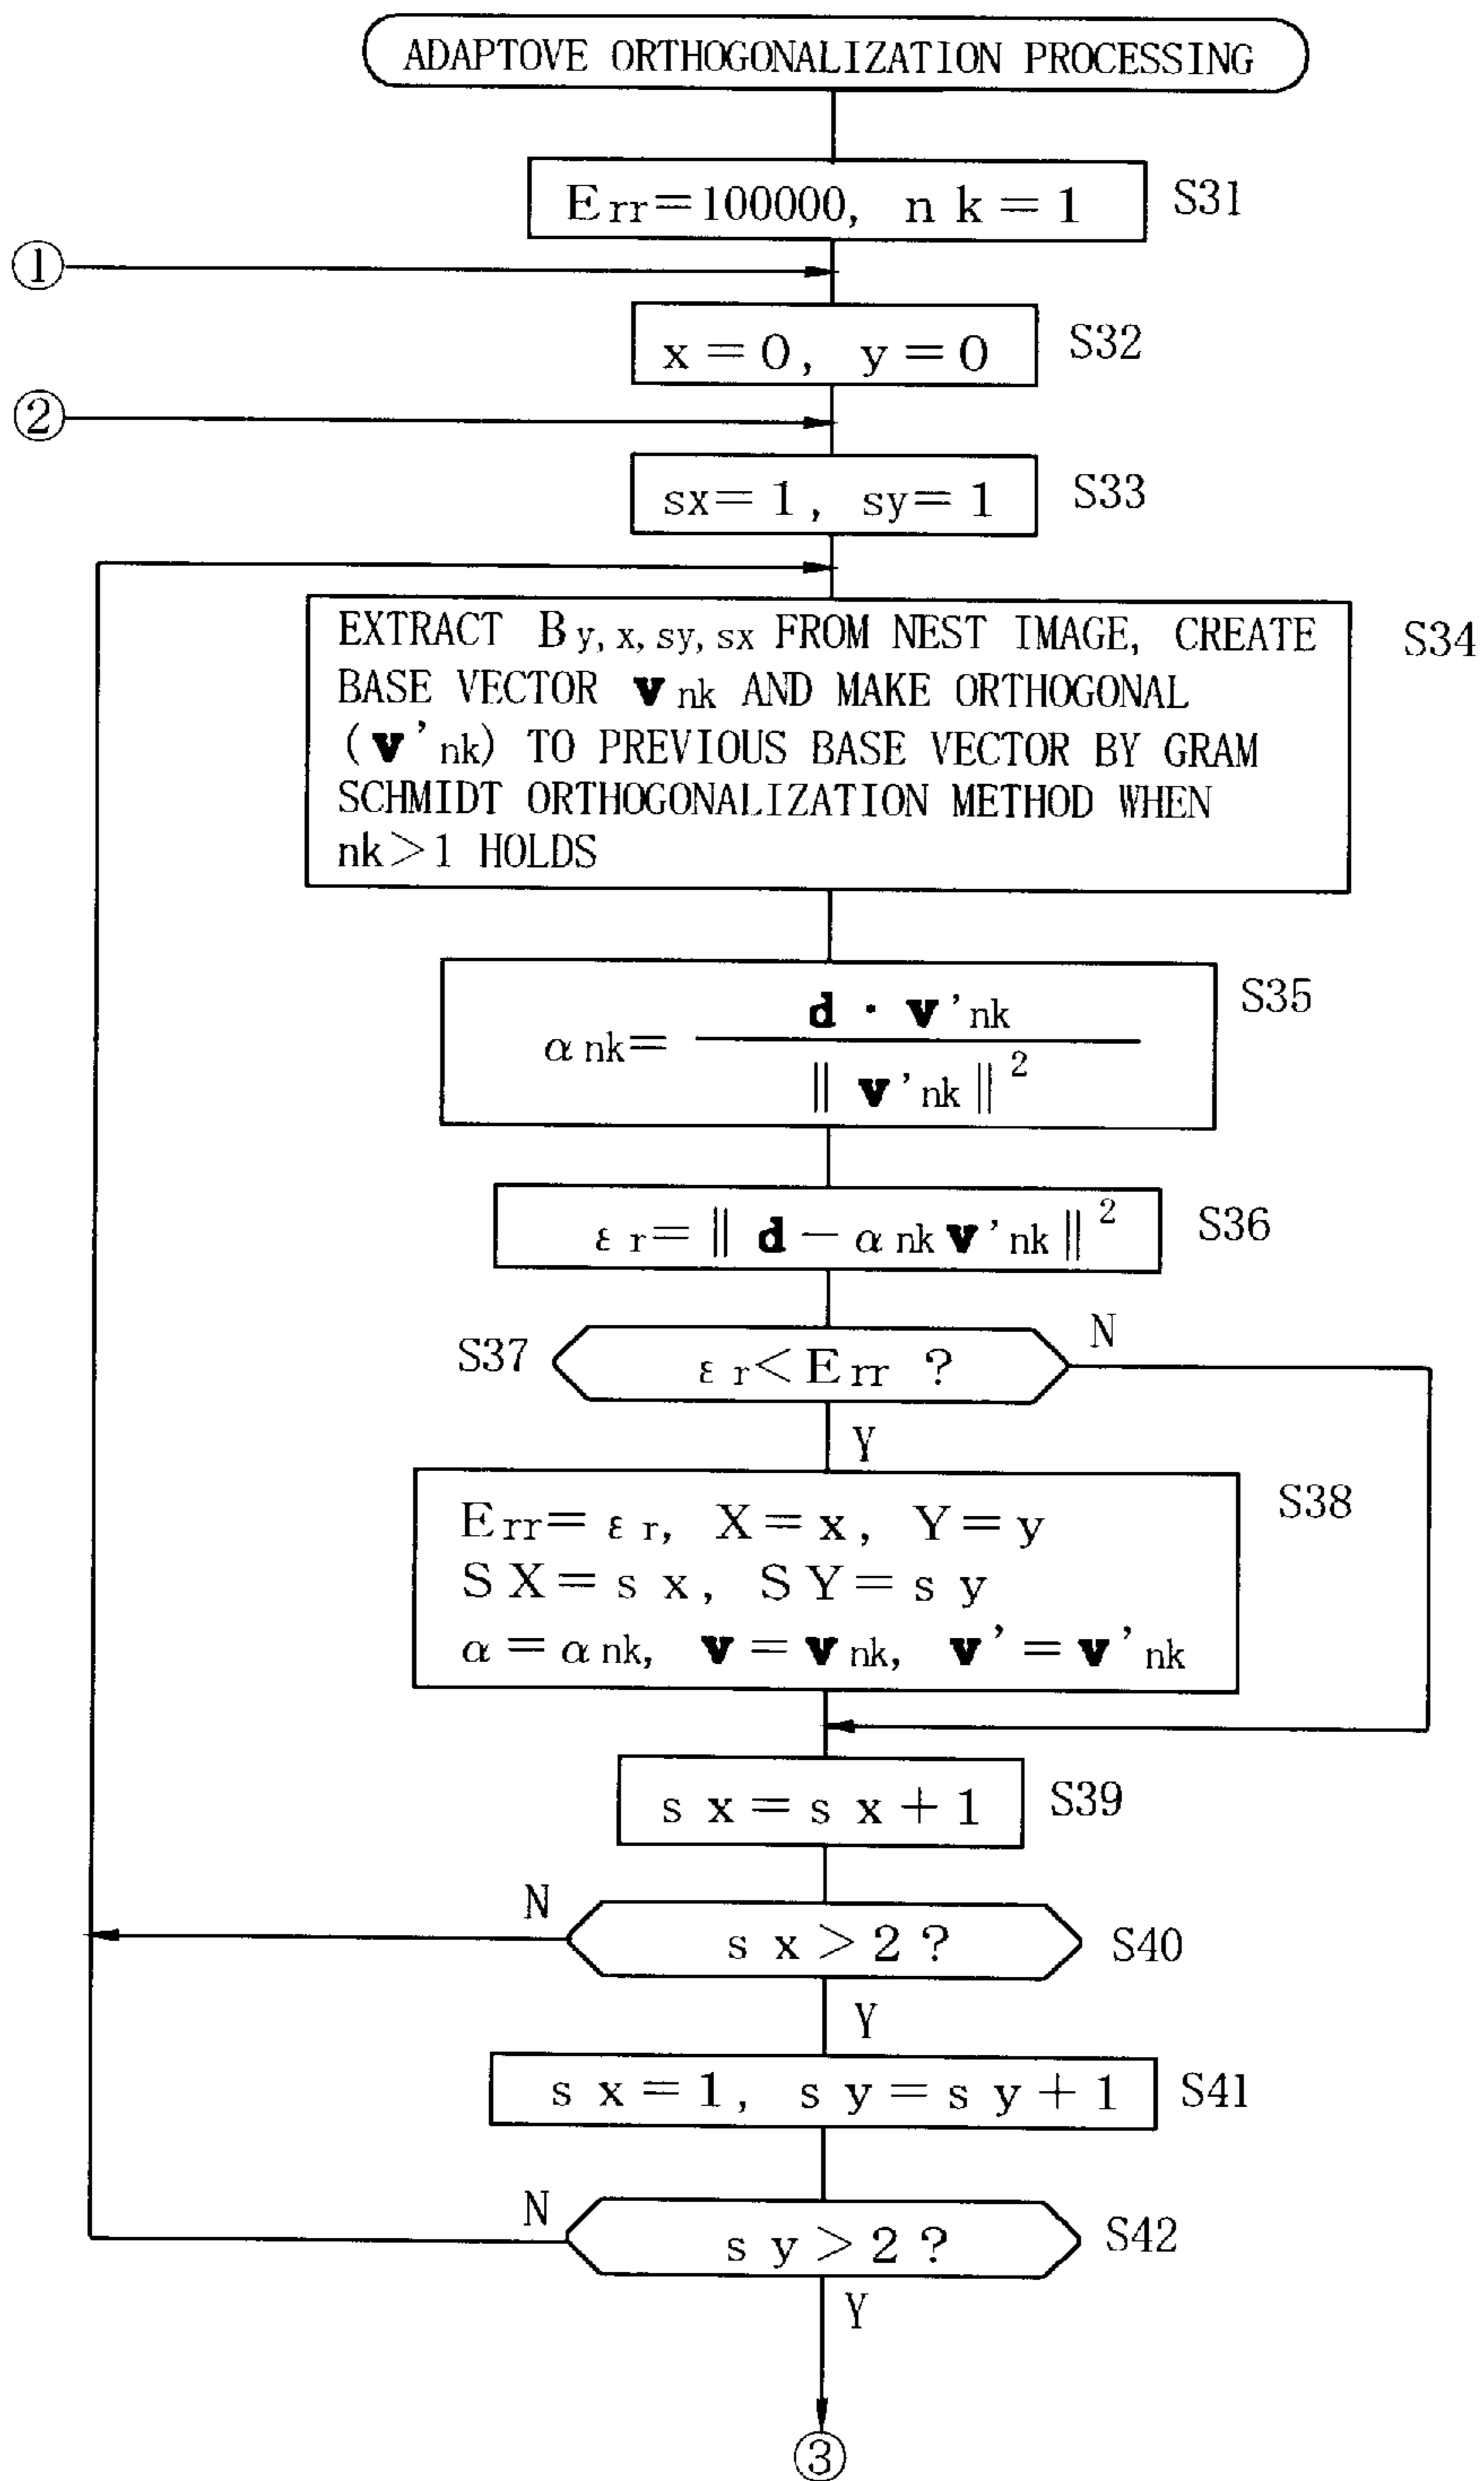 ADAPTOVE ORTHOGONALIZATION PROCESSING
Err=100000, nk=1 S31
①
x=0, y=0 S32
②
sx=1, sy=1 S33
EXTRACT By,x,sy,sx FROM NEST IMAGE, CREATE S34
BASE VECTOR vnk AND MAKE ORTHOGONAL
(v'nk) TO PREVIOUS BASE VECTOR BY GRAM
SCHMIDT ORTHOGONALIZATION METHOD WHEN
nk>1 HOLDS
S35
d · v'nk
αnk=
‖ v'nk ‖²
εr=‖ d − αnk v'nk ‖² S36
S37 εr<Err ? N
Y
Err=εr, X=x, Y=y S38
SX=sx, SY=sy
α=αnk, v=vnk, v'=v'nk
sx=sx+1 S39
N
sx>2? S40
Y
sx=1, sy=sy+1 S41
N
sy>2? S42
Y
③